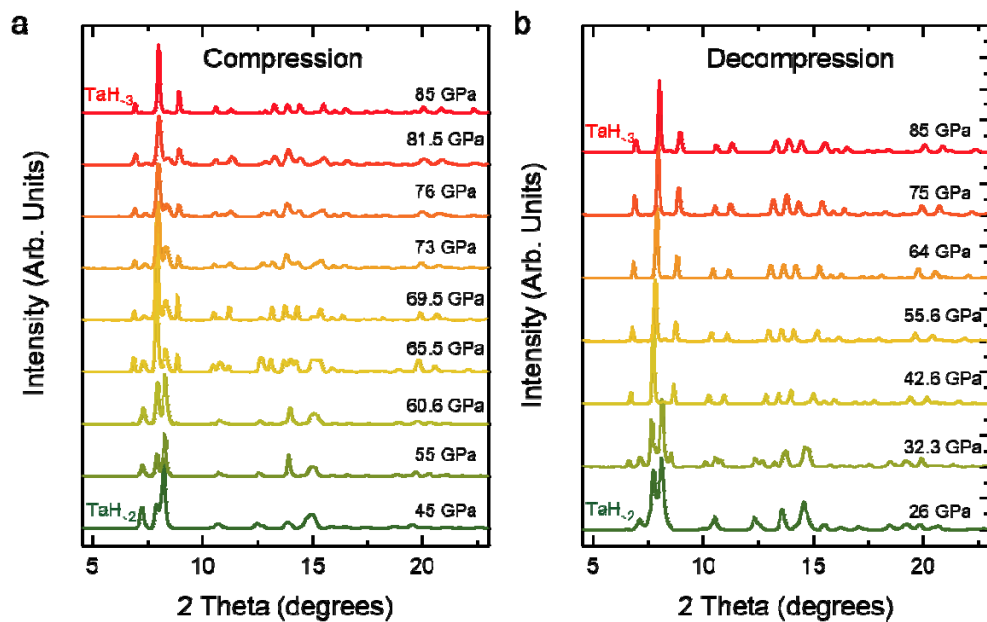 a
Compression
TaH~3
85 GPa
81.5 GPa
76 GPa
73 GPa
69.5 GPa
65.5 GPa
60.6 GPa
55 GPa
TaH~2
45 GPa
5 10 15 20
2 Theta (degrees)
Intensity (Arb. Units)
b
Decompression
TaH~3
85 GPa
75 GPa
64 GPa
55.6 GPa
42.6 GPa
32.3 GPa
TaH~2
26 GPa
5 10 15 20
2 Theta (degrees)
Intensity (Arb. Units)